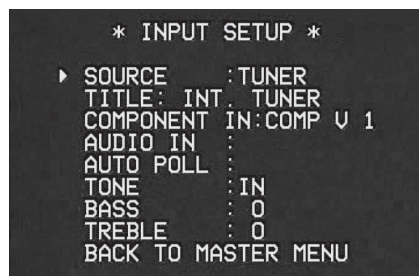 * INPUT SETUP *
SOURCE :TUNER
TITLE: INT. TUNER
COMPONENT IN:COMP V 1
AUDIO IN :
AUTO POLL :
TONE :IN
BASS : 0
TREBLE : 0
BACK TO MASTER MENU